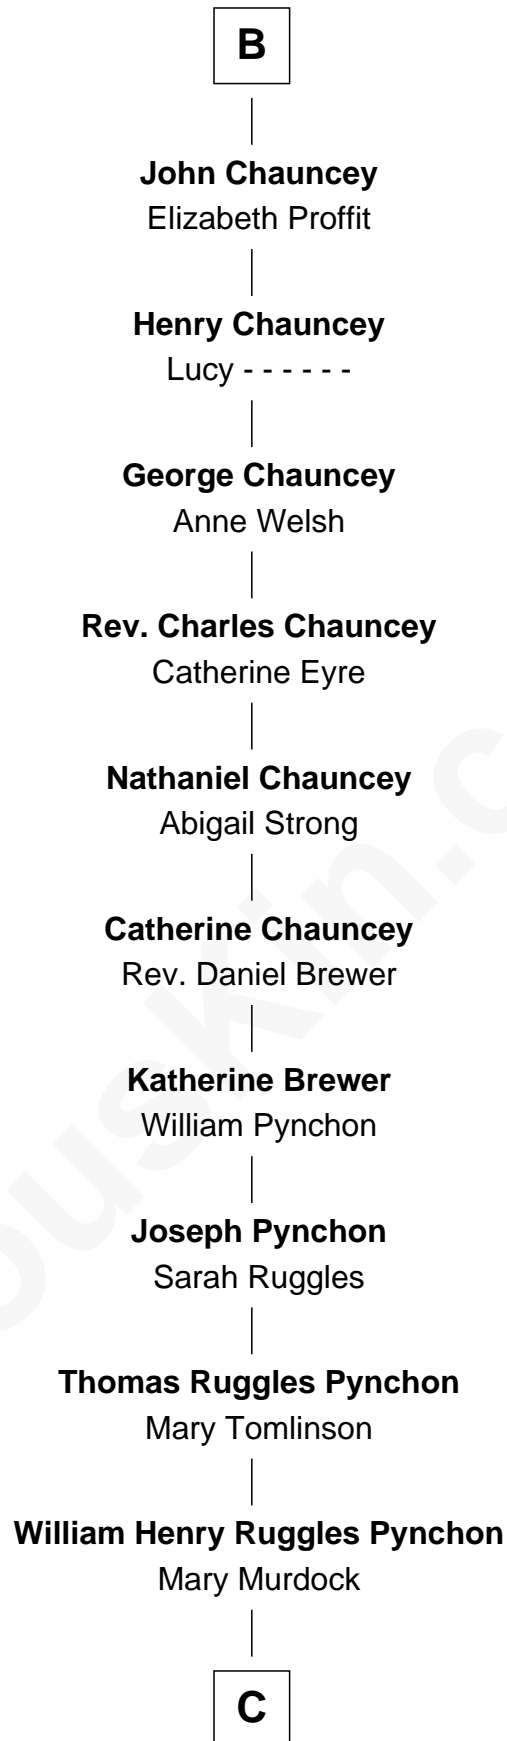 B
John Chauncey
Elizabeth Proffit
Henry Chauncey
Lucy - - - - - -
George Chauncey
Anne Welsh
Rev. Charles Chauncey
Catherine Eyre
Nathaniel Chauncey
Abigail Strong
Catherine Chauncey
Rev. Daniel Brewer
Katherine Brewer
William Pynchon
Joseph Pynchon
Sarah Ruggles
Thomas Ruggles Pynchon
Mary Tomlinson
William Henry Ruggles Pynchon
Mary Murdock
C